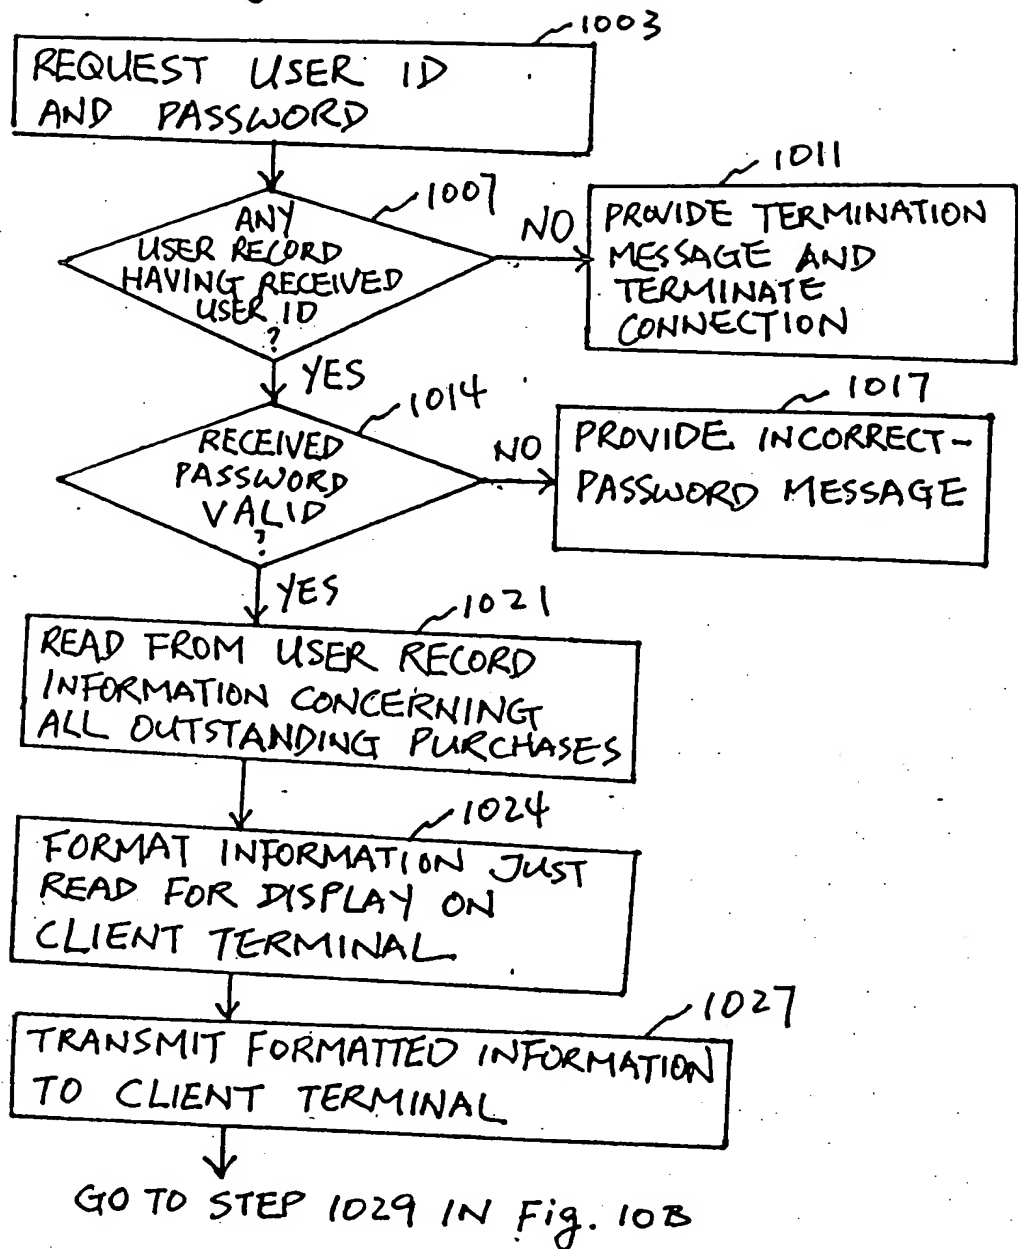 1003
REQUEST USER ID
AND PASSWORD
1007
ANY
USER RECORD
HAVING RECEIVED
USER ID
?
NO
1011
PROVIDE TERMINATION
MESSAGE AND
TERMINATE
CONNECTION
YES
1014
RECEIVED
PASSWORD
VALID
?
NO
1017
PROVIDE INCORRECT-
PASSWORD MESSAGE
YES
1021
READ FROM USER RECORD
INFORMATION CONCERNING
ALL OUTSTANDING PURCHASES
1024
FORMAT INFORMATION JUST
READ FOR DISPLAY ON
CLIENT TERMINAL
1027
TRANSMIT FORMATTED INFORMATION
TO CLIENT TERMINAL
GO TO STEP 1029 IN Fig. 10B